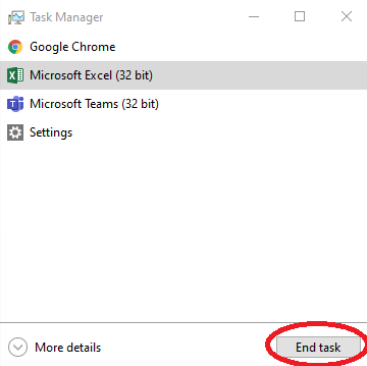 Task Manager
Google Chrome
Microsoft Excel (32 bit)
Microsoft Teams (32 bit)
Settings
More details
End task